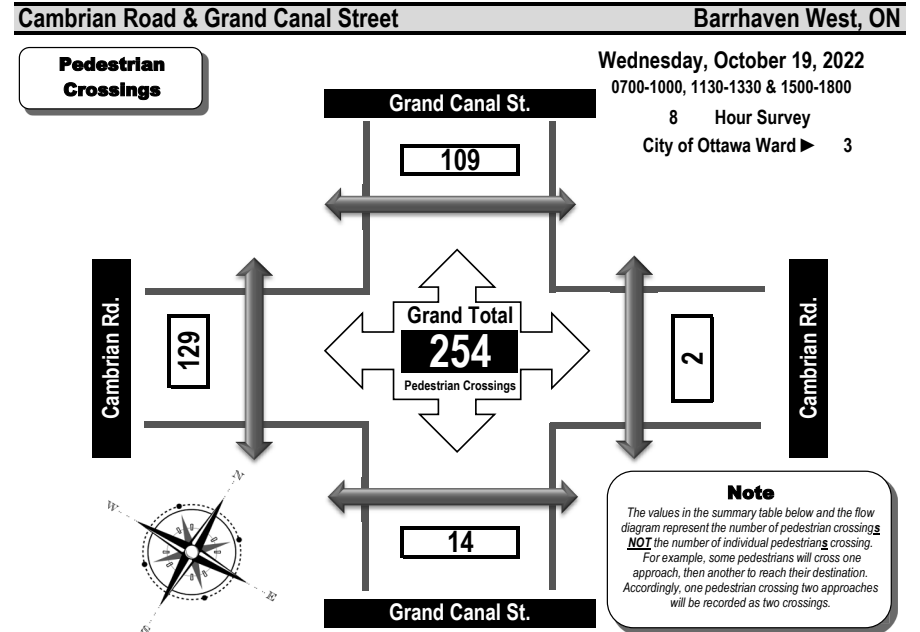 Cambrian Road & Grand Canal Street
Barrhaven West, ON
Pedestrian
Crossings
Wednesday, October 19, 2022
0700-1000, 1130-1330 & 1500-1800
8 Hour Survey
City of Ottawa Ward ► 3
Grand Canal St.
109
Cambrian Rd.
129
Grand Total
254
Pedestrian Crossings
2
Cambrian Rd.
14
Grand Canal St.
N
W
E
Note
The values in the summary table below and the flow
diagram represent the number of pedestrian crossings
NOT the number of individual pedestrians crossing.
For example, some pedestrians will cross one
approach, then another to reach their destination.
Accordingly, one pedestrian crossing two approaches
will be recorded as two crossings.